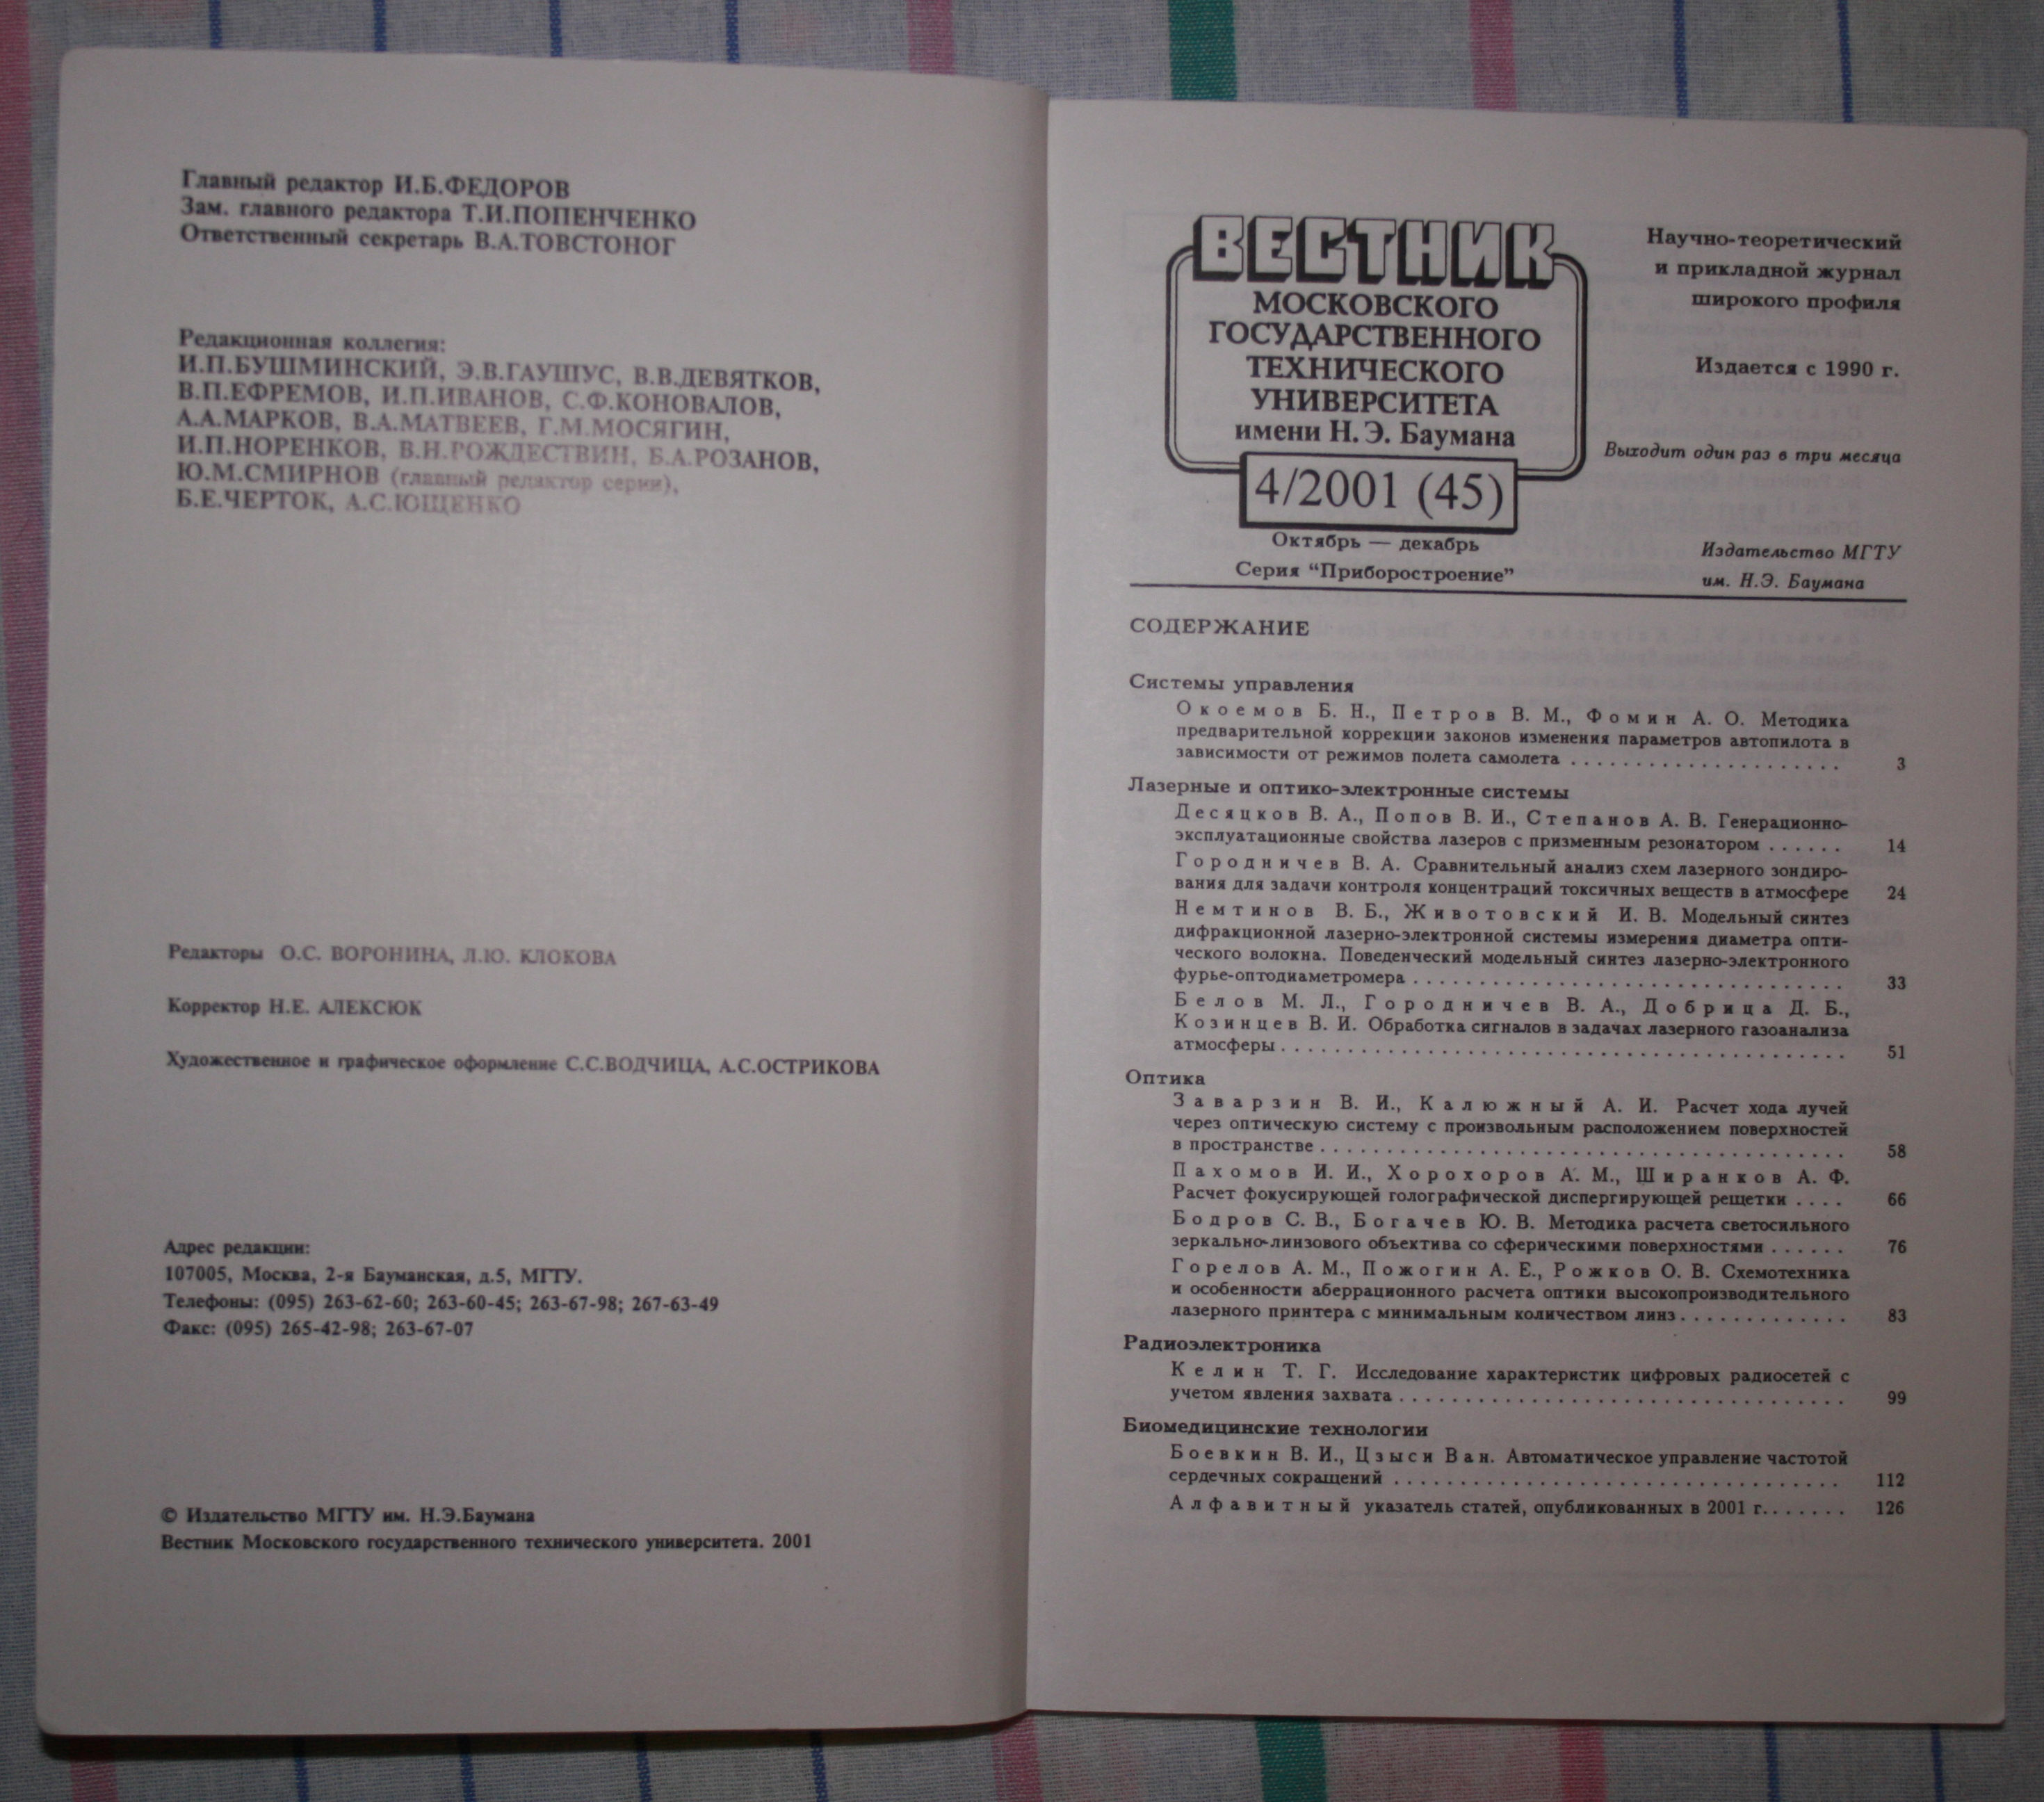 Главный редактор И.Б.ФЕДОРОВ
Зам. главного редактора Т.И.ПОПЕНЧЕНКО
Ответственный секретарь В.А.ТОВСТОНОГ
Редакционная коллегия:
И.П.БУШМИНСКИЙ, Э.В.ГАУШУС, В.В.ДЕВЯТКОВ,
В.П.ЕФРЕМОВ, И.П.ИВАНОВ, С.Ф.КОНОВАЛОВ,
А.А.МАРКОВ, В.А.МАТВЕЕВ, Г.М.МОСЯГИН,
И.П.НОРЕНКОВ, В.Н.РОЖДЕСТВИН, Б.А.РОЗАНОВ,
Ю.М.СМИРНОВ (главный редактор серии),
Б.Е.ЧЕРТОК, А.С.ЮЩЕНКО
Редакторы О.С. ВОРОНИНА, Л.Ю. КЛОКОВА
Корректор Н.Е. АЛЕКСЮК
Художественное и графическое оформление С.С.ВОДЧИЦА, А.С.ОСТРИКОВА
Адрес редакции:
107005, Москва, 2-я Бауманская, д.5, МГТУ.
Телефоны: (095) 263-62-60; 263-60-45; 263-67-98; 267-63-49
Факс: (095) 265-42-98; 263-67-07
© Издательство МГТУ им. Н.Э.Баумана
Вестник Московского государственного технического университета. 2001
ВЕСТНИК
МОСКОВСКОГО
ГОСУДАРСТВЕННОГО
ТЕХНИЧЕСКОГО
УНИВЕРСИТЕТА
имени Н. Э. Баумана
4/2001 (45)
Октябрь — декабрь
Серия “Приборостроение”
Научно-теоретический
и прикладной журнал
широкого профиля
Издается с 1990 г.
Выходит один раз в три месяца
Издательство МГТУ
им. Н.Э. Баумана
СОДЕРЖАНИЕ
Системы управления
Окоемов Б. Н., Петров В. М., Фомин А. О. Методика
предварительной коррекции законов изменения параметров автопилота в
зависимости от режимов полета самолета . . . . . . . . . . . . . . . . . . . . . 3
Лазерные и оптико-электронные системы
Десяцков В. А., Попов В. И., Степанов А. В. Генерационно-
эксплуатационные свойства лазеров с призменным резонатором . . . . . . 14
Городничев В. А. Сравнительный анализ схем лазерного зондиро-
вания для задачи контроля концентраций токсичных веществ в атмосфере 24
Немтинов В. Б., Животовский И. В. Модельный синтез
дифракционной лазерно-электронной системы измерения диаметра опти-
ческого волокна. Поведенческий модельный синтез лазерно-электронного
фурье-оптодиаметромера . . . . . . . . . . . . . . . . . . . . . . . . . . . . . . . . . 33
Белов М. Л., Городничев В. А., Добрица Д. Б.,
Козинцев В. И. Обработка сигналов в задачах лазерного газоанализа
атмосферы . . . . . . . . . . . . . . . . . . . . . . . . . . . . . . . . . . . . . . . . . . . 51
Оптика
Заварзин В. И., Калюжный А. И. Расчет хода лучей
через оптическую систему с произвольным расположением поверхностей
в пространстве . . . . . . . . . . . . . . . . . . . . . . . . . . . . . . . . . . . . . . . . 58
Пахомов И. И., Хорохоров А. М., Ширанков А. Ф.
Расчет фокусирующей голографической диспергирующей решетки . . . . 66
Бодров С. В., Богачев Ю. В. Методика расчета светосильного
зеркально-линзового объектива со сферическими поверхностями . . . . . . 76
Горелов А. М., Пожогин А. Е., Рожков О. В. Схемотехника
и особенности аберрационного расчета оптики высокопроизводительного
лазерного принтера с минимальным количеством линз . . . . . . . . . . . . . 83
Радиоэлектроника
Келин Т. Г. Исследование характеристик цифровых радиосетей с
учетом явления захвата . . . . . . . . . . . . . . . . . . . . . . . . . . . . . . . . . . 99
Биомедицинские технологии
Боевкин В. И., Цзыси Ван. Автоматическое управление частотой
сердечных сокращений . . . . . . . . . . . . . . . . . . . . . . . . . . . . . . . . . . 112
Алфавитный указатель статей, опубликованных в 2001 г. . . . . . . 126